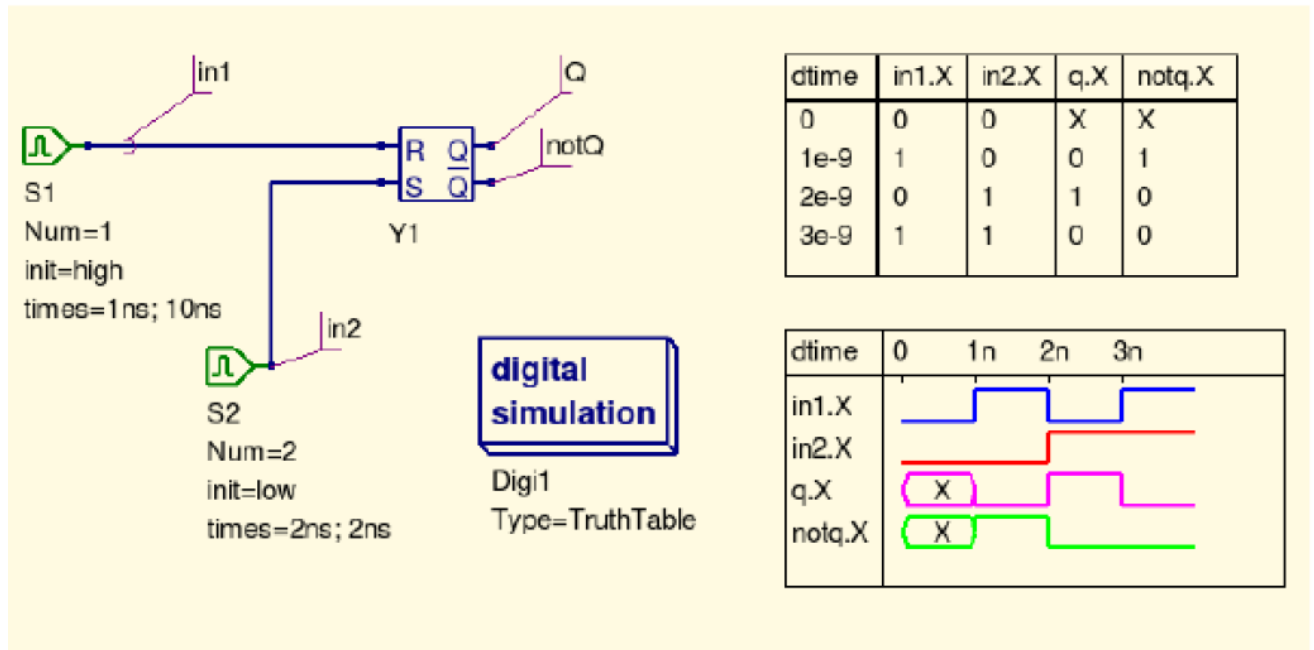 in1
Q
notQ
R Q
S Q
S1
Num=1
init=high
times=1ns; 10ns
Y1
in2
S2
Num=2
init=low
times=2ns; 2ns
digital
simulation
Digi1
Type=TruthTable
dtime in1.X in2.X q.X notq.X
0 0 0 X X
1e-9 1 0 0 1
2e-9 0 1 1 0
3e-9 1 1 0 0
dtime 0 1n 2n 3n
in1.X
in2.X
q.X X
notq.X X